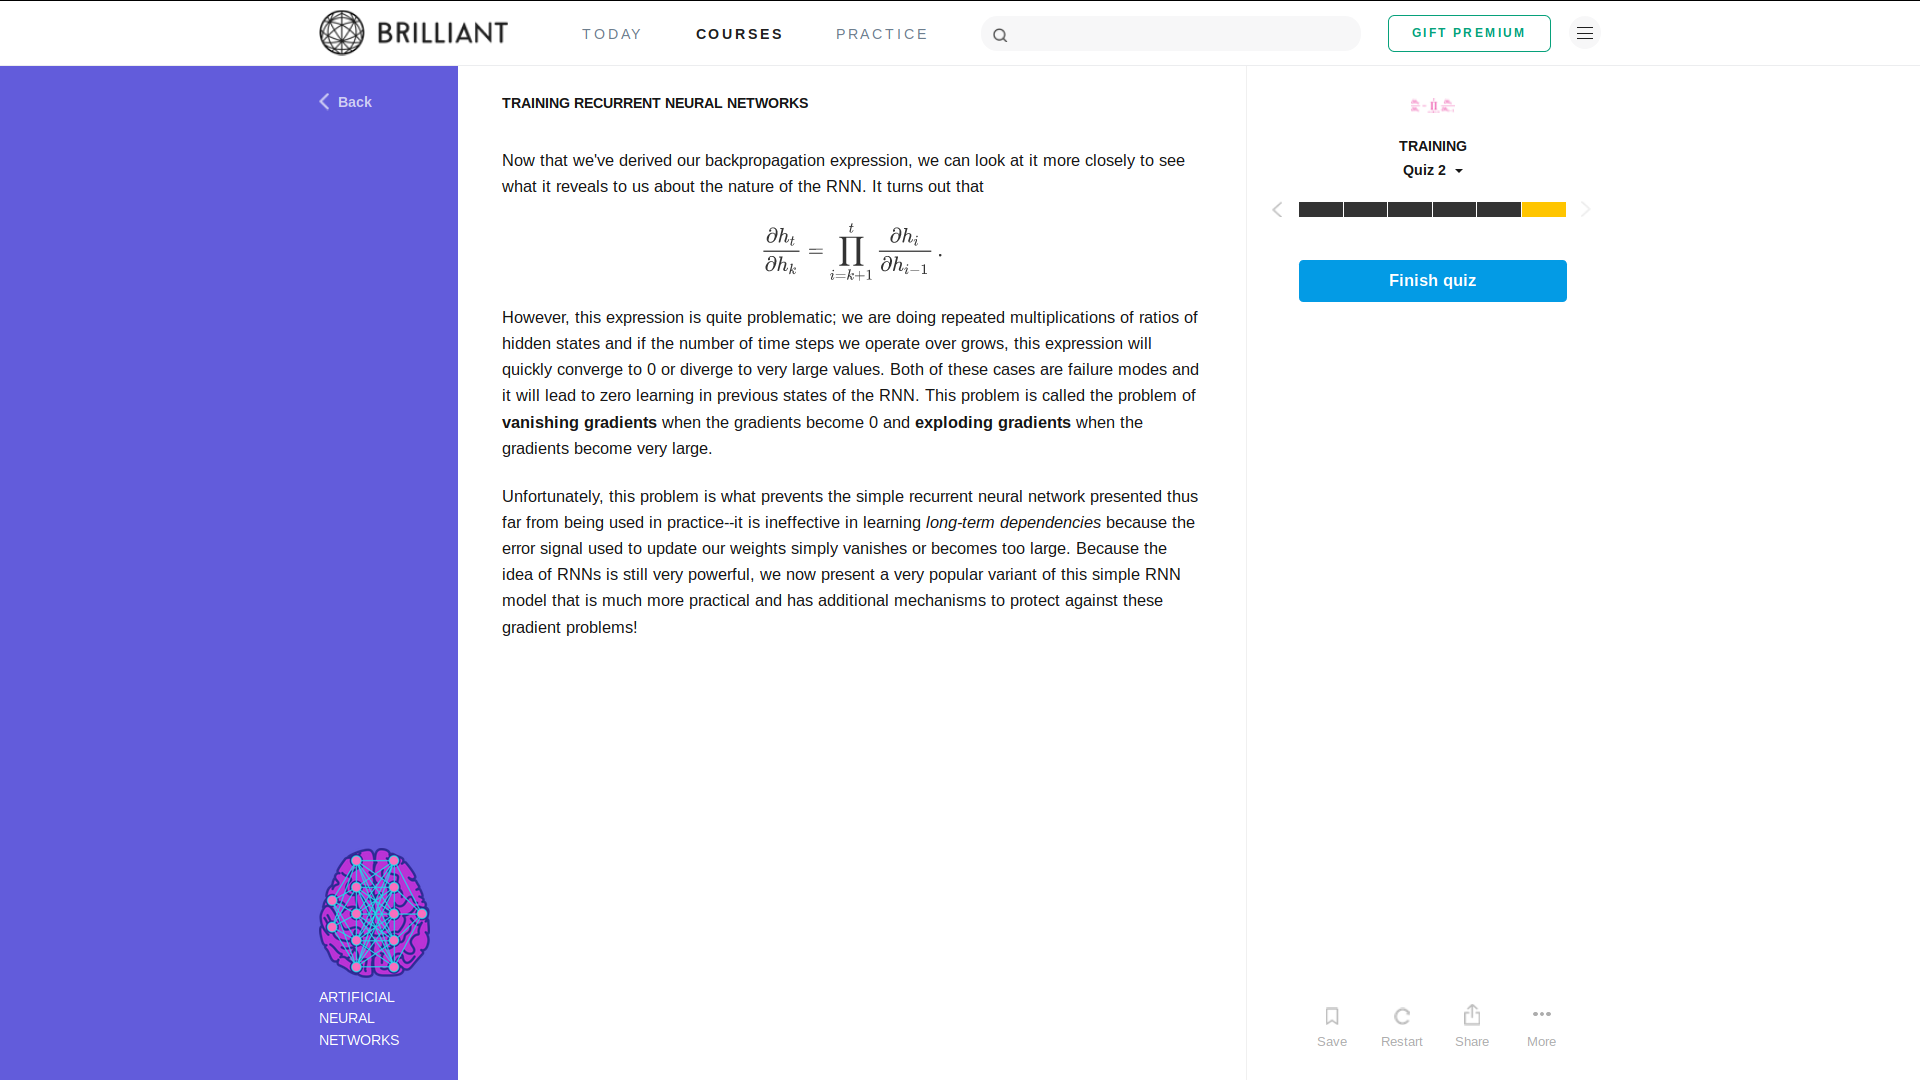 BRILLIANT
TODAY
COURSES
PRACTICE
GIFT PREMIUM
Back
TRAINING RECURRENT NEURAL NETWORKS
Now that we've derived our backpropagation expression, we can look at it more closely to see
what it reveals to us about the nature of the RNN. It turns out that
∂h_t/∂h_k = ∏_{i=k+1}^{t} ∂h_i/∂h_{i−1} .
However, this expression is quite problematic; we are doing repeated multiplications of ratios of
hidden states and if the number of time steps we operate over grows, this expression will
quickly converge to 0 or diverge to very large values. Both of these cases are failure modes and
it will lead to zero learning in previous states of the RNN. This problem is called the problem of
vanishing gradients when the gradients become 0 and exploding gradients when the
gradients become very large.
Unfortunately, this problem is what prevents the simple recurrent neural network presented thus
far from being used in practice--it is ineffective in learning long-term dependencies because the
error signal used to update our weights simply vanishes or becomes too large. Because the
idea of RNNs is still very powerful, we now present a very popular variant of this simple RNN
model that is much more practical and has additional mechanisms to protect against these
gradient problems!
TRAINING
Quiz 2
Finish quiz
ARTIFICIAL
NEURAL
NETWORKS
Save
Restart
Share
More